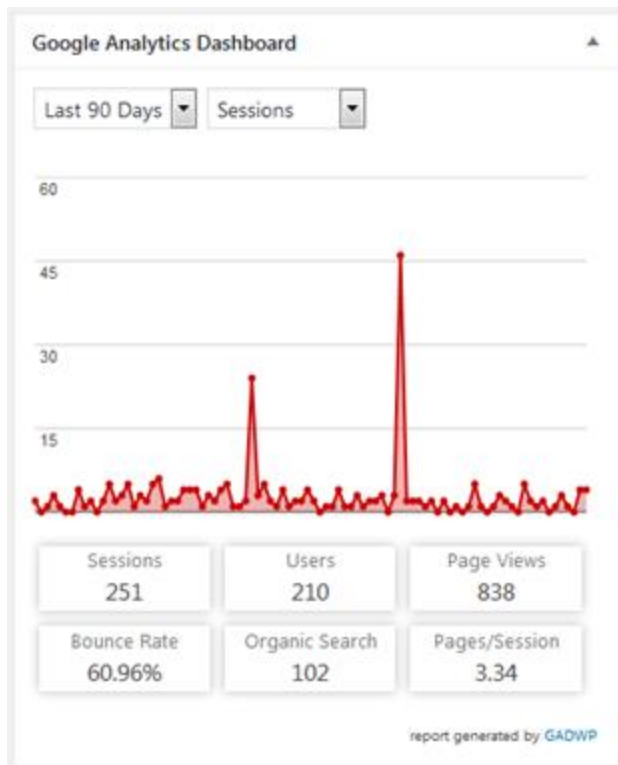 Google Analytics Dashboard
Last 90 Days Sessions
60
45
30
15
Sessions Users Page Views
251 210 838
Bounce Rate Organic Search Pages/Session
60.96% 102 3.34
report generated by GADWP